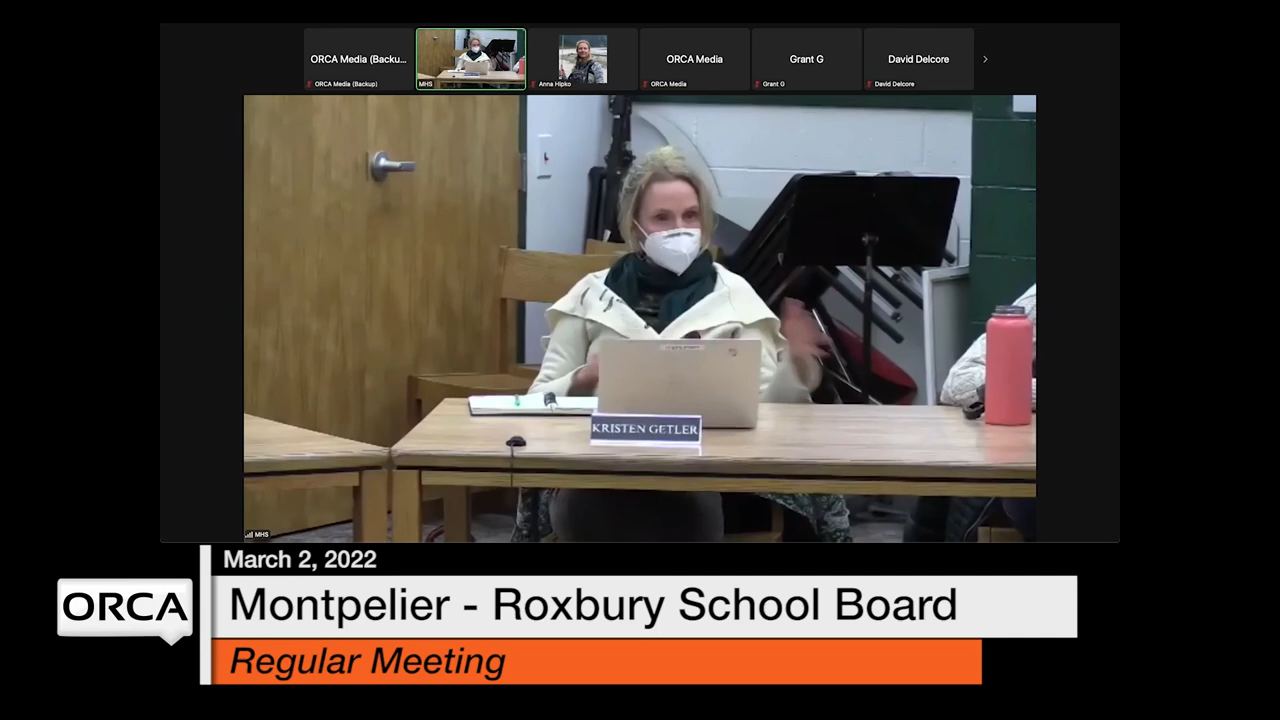 ORCA Media (Backu...
ORCA Media (Backup)
MHS
Anna Hipko
ORCA Media
ORCA Media
Grant G
Grant G
David Delcore
David Delcore
KRISTEN GETLER
MHS
March 2, 2022
ORCA
Montpelier - Roxbury School Board
Regular Meeting